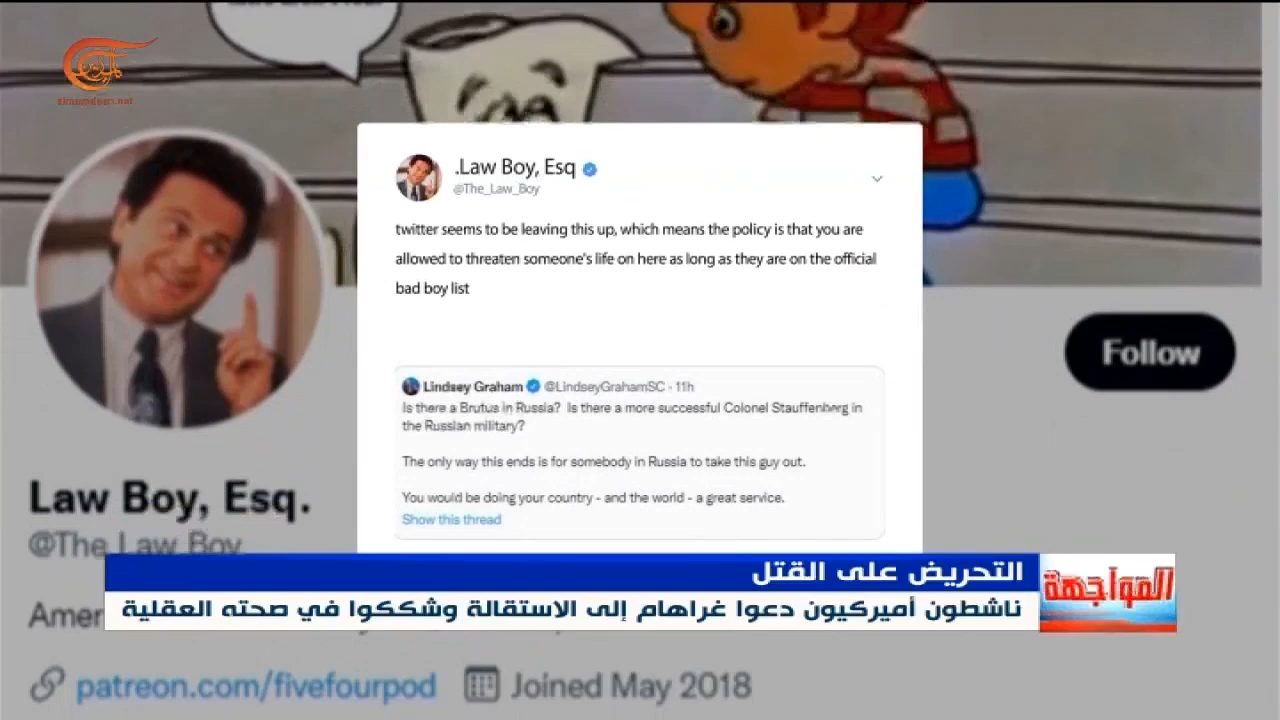 الميادين
almayadeen.net
.Law Boy, Esq
@The_Law_Boy
twitter seems to be leaving this up, which means the policy is that you are
allowed to threaten someone's life on here as long as they are on the official
bad boy list
Lindsey Graham @LindseyGrahamSC · 11h
Is there a Brutus in Russia? Is there a more successful Colonel Stauffenberg in
the Russian military?
The only way this ends is for somebody in Russia to take this guy out.
You would be doing your country - and the world - a great service.
Show this thread
Follow
Law Boy, Esq.
@The_Law_Boy
التحريض على القتل
المواجهة
ناشطون أميركيون دعوا غراهام إلى الاستقالة وشككوا في صحته العقلية
Amer
patreon.com/fivefourpod
Joined May 2018